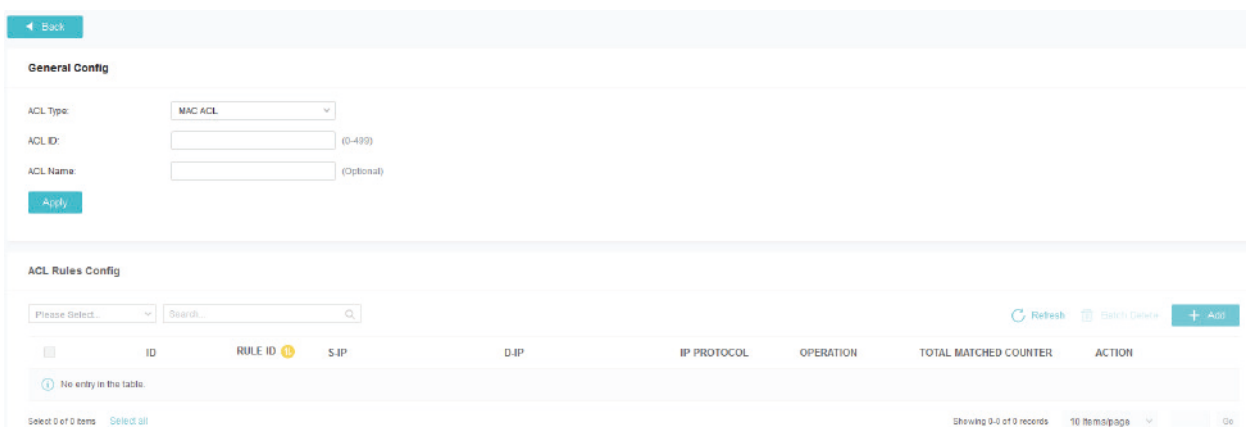 Back
General Config
ACL Type: MAC ACL
ACL ID: (0-499)
ACL Name: (Optional)
Apply
ACL Rules Config
Please Select... Search... Refresh Batch Delete + Add
ID RULE ID S-IP D-IP IP PROTOCOL OPERATION TOTAL MATCHED COUNTER ACTION
No entry in the table.
Select 0 of 0 items Select all Showing 0-0 of 0 records 10 items/page Go